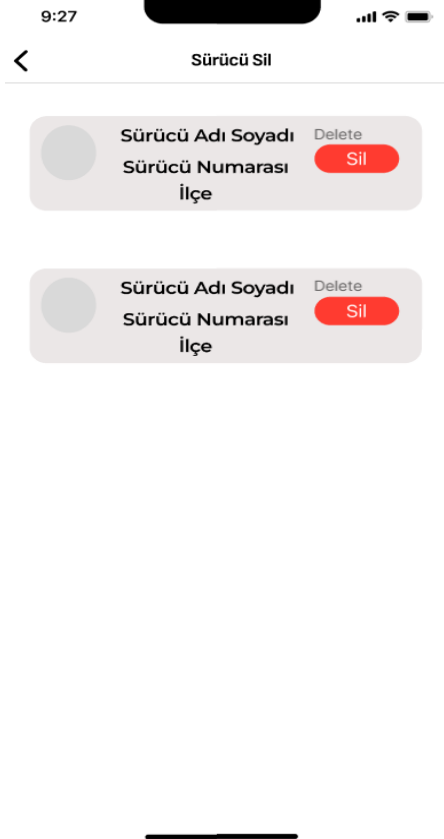 9:27
Sürücü Sil
Sürücü Adı Soyadı
Delete
Sürücü Numarası
Sil
İlçe
Sürücü Adı Soyadı
Delete
Sürücü Numarası
Sil
İlçe